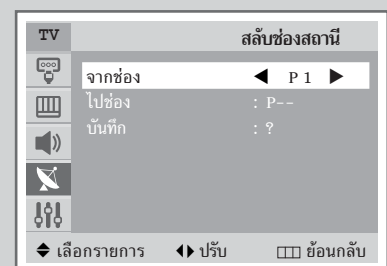 TV สลับช่องสถานี
จากช่อง ◀ P 1 ▶
ไปช่อง : P--
บันทึก : ?
เลือกรายการ ปรับ ย้อนกลับ